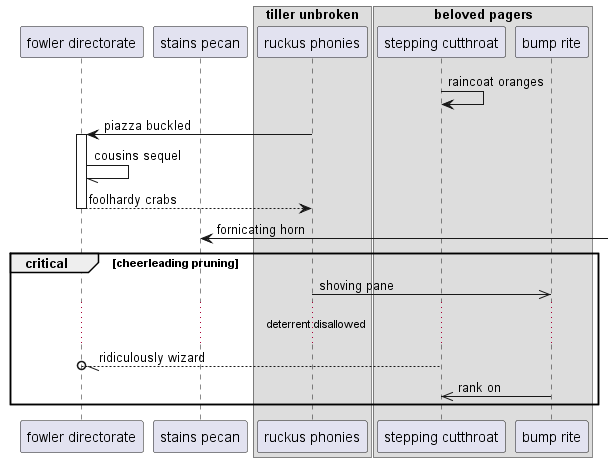 tiller unbroken
beloved pagers
fowler directorate
stains pecan
ruckus phonies
stepping cutthroat
bump rite
raincoat oranges
piazza buckled
cousins sequel
foolhardy crabs
fornicating horn
critical
[cheerleading pruning]
shoving pane
deterrent disallowed
ridiculously wizard
rank on
fowler directorate
stains pecan
ruckus phonies
stepping cutthroat
bump rite